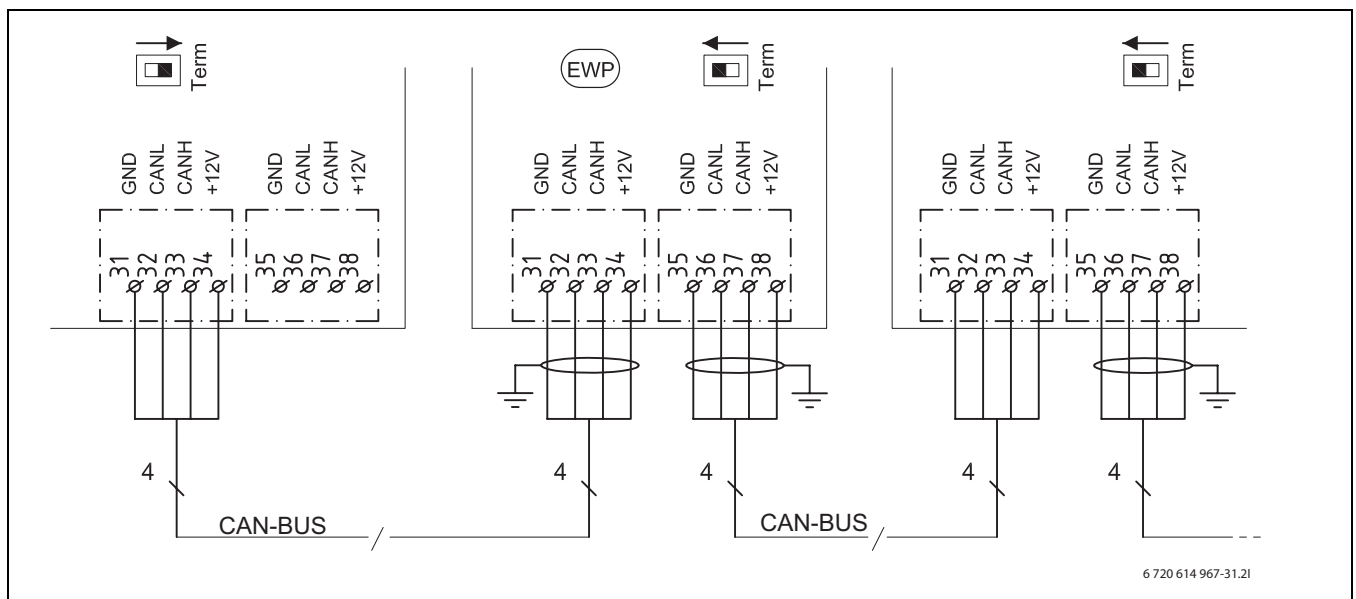 Term
EWP
Term
Term
GND CANL CANH +12V
GND CANL CANH +12V
GND CANL CANH +12V
GND CANL CANH +12V
GND CANL CANH +12V
GND CANL CANH +12V
31 32 33 34
35 36 37 38
31 32 33 34
35 36 37 38
31 32 33 34
35 36 37 38
4
4
4
4
4
CAN-BUS
CAN-BUS
6 720 614 967-31.2I